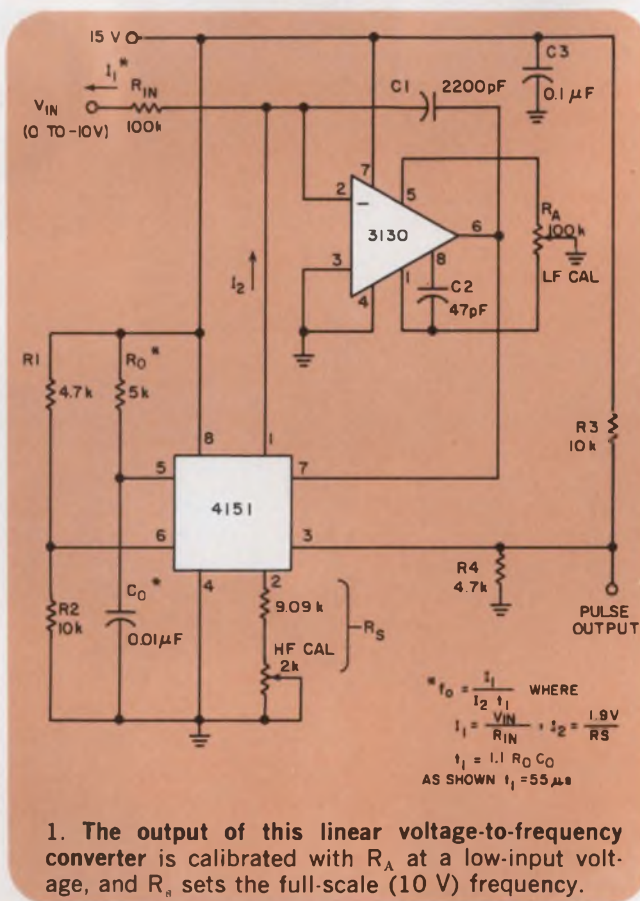 15 V
I1*
RIN
VIN
100k
(0 TO -10V)
C1
2200pF
C3
0.1 μF
7
2
–
5
3130
6
3
8
1
4
C2
47pF
RA
100k
LF CAL
I2
R1
4.7k
RO*
5k
R3
10k
8
1
5
7
4151
6
3
4
2
R2
10k
CO*
0.01μF
9.09k
HF CAL
2k
RS
R4
4.7k
PULSE
OUTPUT
* fo = I1 / I2 t1 WHERE
I1 = VIN / RIN , I2 = 1.9V / RS
t1 = 1.1 RO CO
AS SHOWN t1 = 55μs
1. The output of this linear voltage-to-frequency
converter is calibrated with RA at a low-input volt-
age, and Rs sets the full-scale (10 V) frequency.